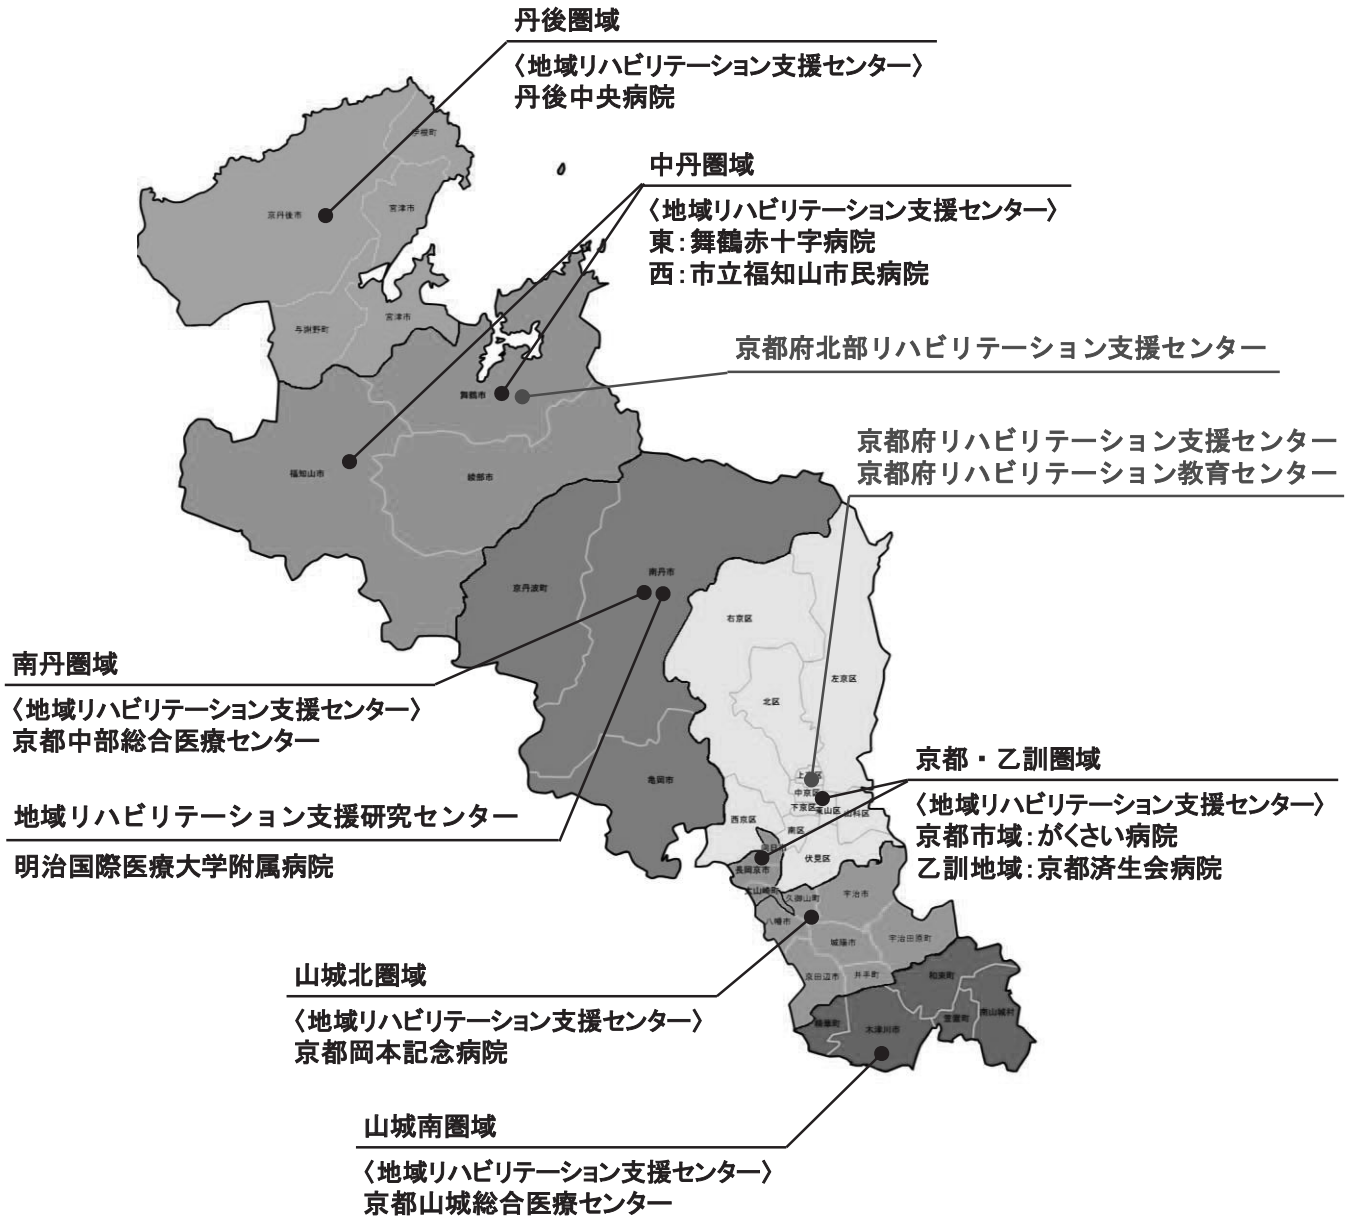 丹後圏域
〈地域リハビリテーション支援センター〉
丹後中央病院
伊根町
中丹圏域
〈地域リハビリテーション支援センター〉
東：舞鶴赤十字病院
西：市立福知山市民病院
京丹後市
宮津市
与謝野町
宮津市
京都府北部リハビリテーション支援センター
舞鶴市
京都府リハビリテーション支援センター
京都府リハビリテーション教育センター
福知山市
綾部市
南丹市
京丹波町
右京区
左京区
北区
南丹圏域
〈地域リハビリテーション支援センター〉
京都中部総合医療センター
亀岡市
京都・乙訓圏域
〈地域リハビリテーション支援センター〉
京都市域：がくさい病院
乙訓地域：京都済生会病院
中京区
下京区
東山区
山科区
西京区
南区
伏見区
地域リハビリテーション支援研究センター
明治国際医療大学附属病院
長岡京市
大山崎町
久御山町
宇治市
八幡市
城陽市
宇治田原町
京田辺市
井手町
和束町
山城北圏域
〈地域リハビリテーション支援センター〉
京都岡本記念病院
精華町
木津川市
笠置町
南山城村
山城南圏域
〈地域リハビリテーション支援センター〉
京都山城総合医療センター